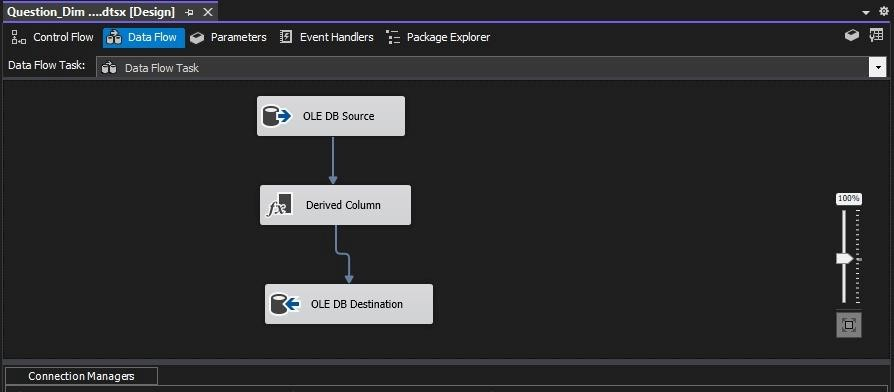 Question_Dim ....dtsx [Design]
Control Flow Data Flow Parameters Event Handlers Package Explorer
Data Flow Task: Data Flow Task
OLE DB Source
fx Derived Column
OLE DB Destination
100%
Connection Managers